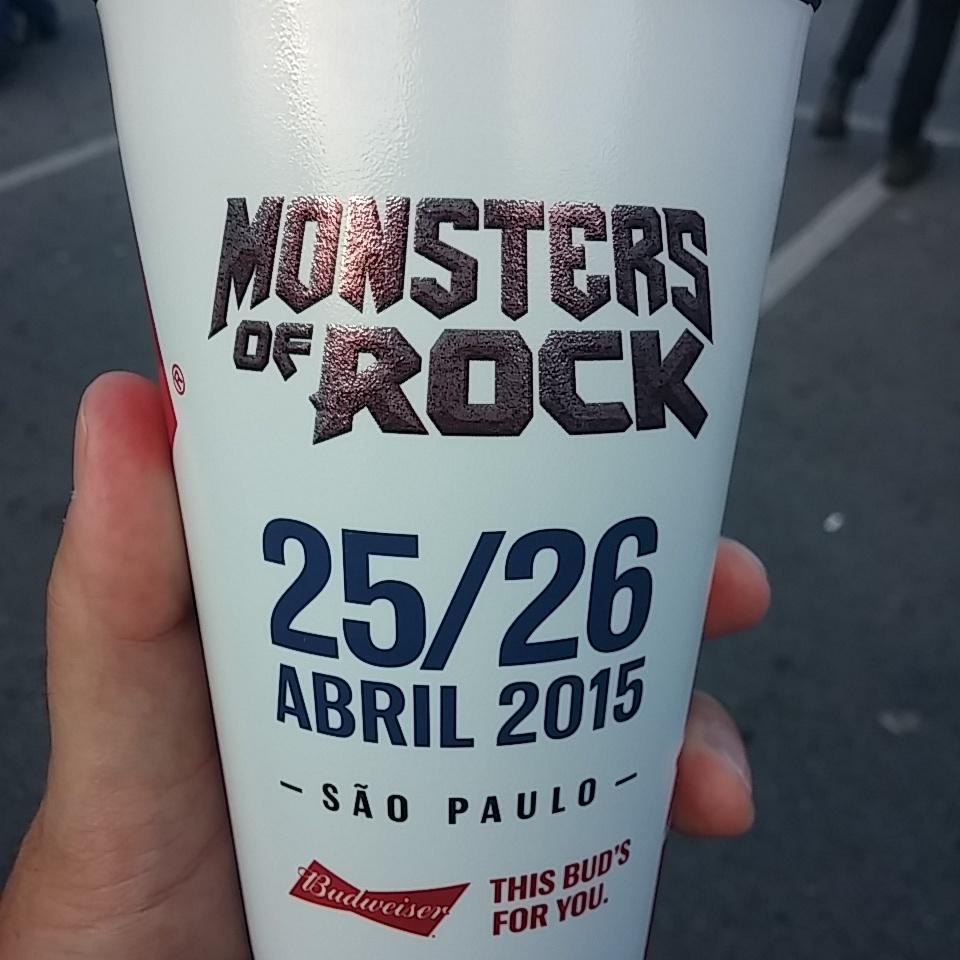 MONSTERS
OF ROCK
®
25/26
ABRIL 2015
- SÃO PAULO -
Budweiser
THIS BUD'S
FOR YOU.